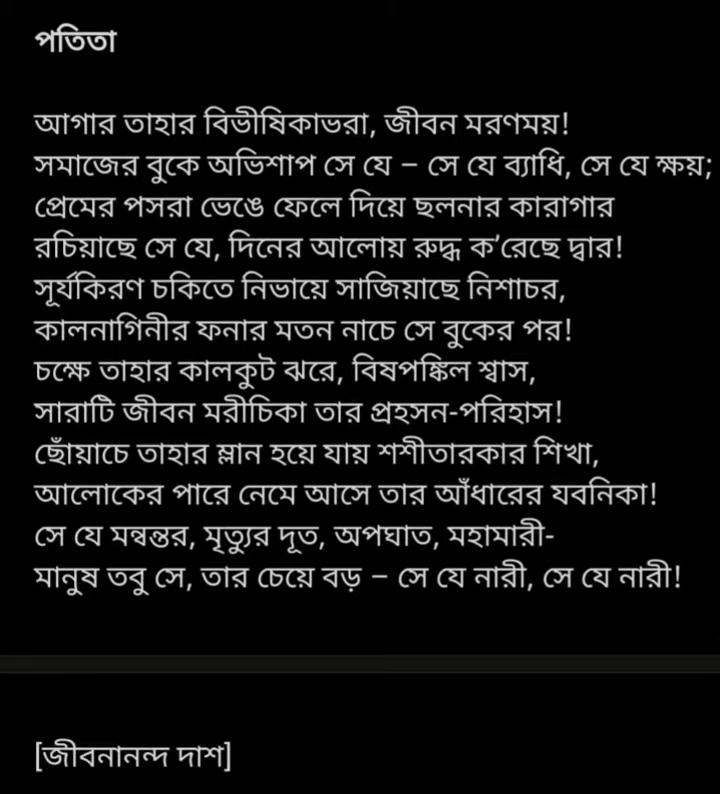 পতিতা
আগার তাহার বিভীষিকাভরা, জীবন মরণময়!
সমাজের বুকে অভিশাপ সে যে – সে যে ব্যাধি, সে যে ক্ষয়;
প্রেমের পসরা ভেঙে ফেলে দিয়ে ছলনার কারাগার
রচিয়াছে সে যে, দিনের আলোয় রুদ্ধ ক'রেছে দ্বার!
সূর্যকিরণ চকিতে নিভায়ে সাজিয়াছে নিশাচর,
কালনাগিনীর ফনার মতন নাচে সে বুকের পর!
চক্ষে তাহার কালকুট ঝরে, বিষপঙ্কিল শ্বাস,
সারাটি জীবন মরীচিকা তার প্রহসন-পরিহাস!
ছোঁয়াচে তাহার ম্লান হয়ে যায় শশীতারকার শিখা,
আলোকের পারে নেমে আসে তার আঁধারের যবনিকা!
সে যে মন্বন্তর, মৃত্যুর দূত, অপঘাত, মহামারী-
মানুষ তবু সে, তার চেয়ে বড় – সে যে নারী, সে যে নারী!
[জীবনানন্দ দাশ]